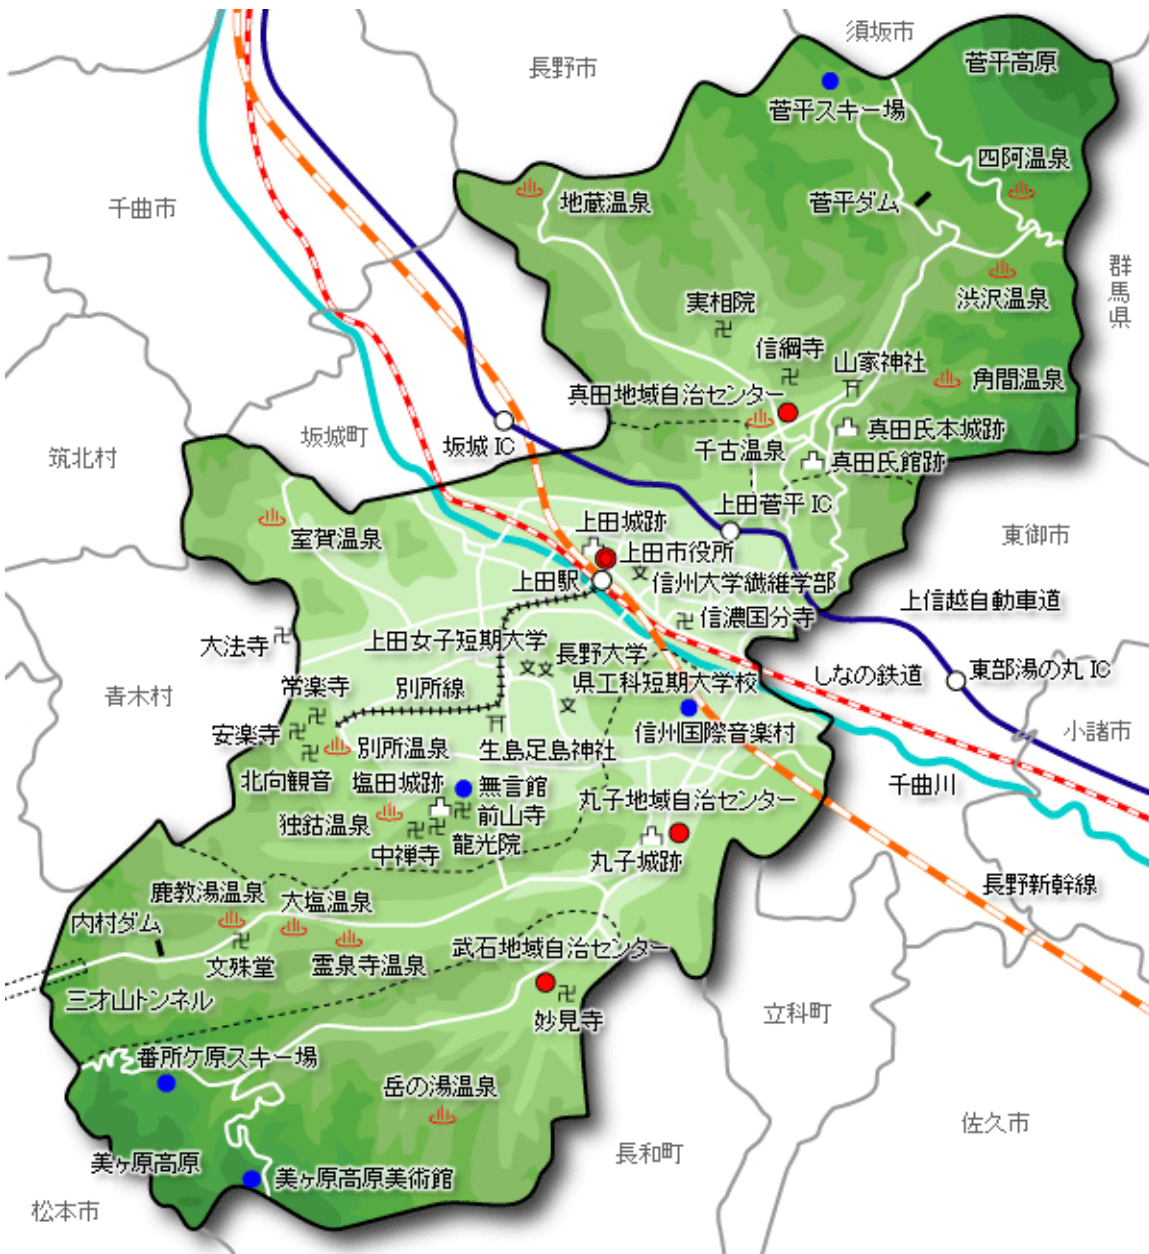 須坂市
菅平高原
長野市
菅平スキー場
四阿温泉
地蔵温泉
菅平ダム
千曲市
群馬県
渋沢温泉
実相院
信綱寺
山家神社
角間温泉
真田地域自治センター
坂城町
坂城 IC
千古温泉
真田氏本城跡
真田氏館跡
筑北村
上田菅平 IC
上田城跡
東御市
室賀温泉
上田市役所
上田駅
信州大学繊維学部
上信越自動車道
信濃国分寺
大法寺
上田女子短期大学
長野大学
しなの鉄道
東部湯の丸 IC
県工科短期大学校
常楽寺
別所線
青木村
安楽寺
別所温泉
生島足島神社
信州国際音楽村
小諸市
北向観音
塩田城跡
無言館
千曲川
独鈷温泉
前山寺
丸子地域自治センター
中禅寺
龍光院
丸子城跡
長野新幹線
鹿教湯温泉
大塩温泉
内村ダム
武石地域自治センター
文殊堂
霊泉寺温泉
三才山トンネル
妙見寺
立科町
番所ケ原スキー場
岳の湯温泉
佐久市
長和町
美ヶ原高原
美ヶ原高原美術館
松本市